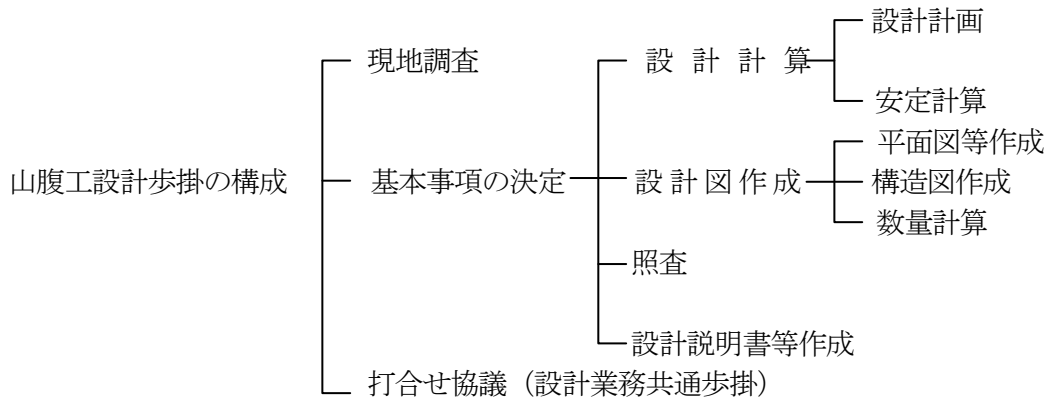 山腹工設計歩掛の構成
現地調査
基本事項の決定
設計計算
設計計画
安定計算
設計図作成
平面図等作成
構造図作成
数量計算
照査
設計説明書等作成
打合せ協議（設計業務共通歩掛）